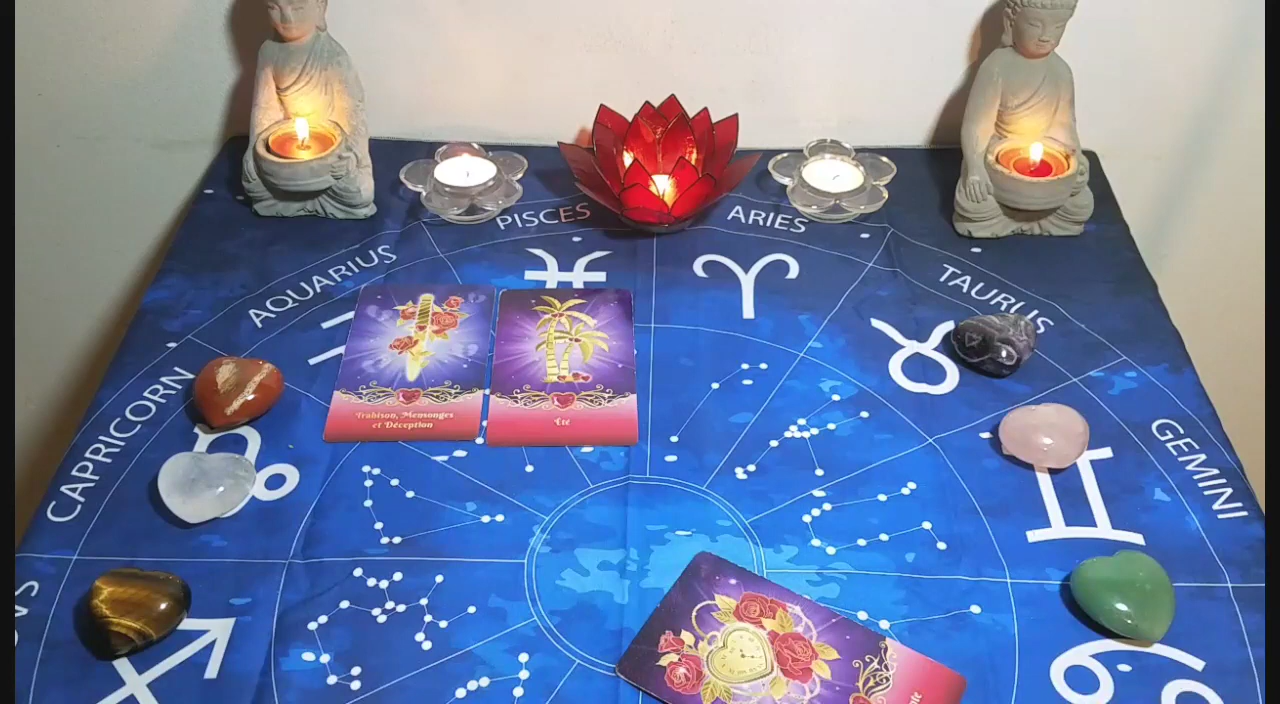 PISCES
ARIES
AQUARIUS
TAURUS
CAPRICORN
GEMINI
Trahison, Mensonges
et Déception
Été